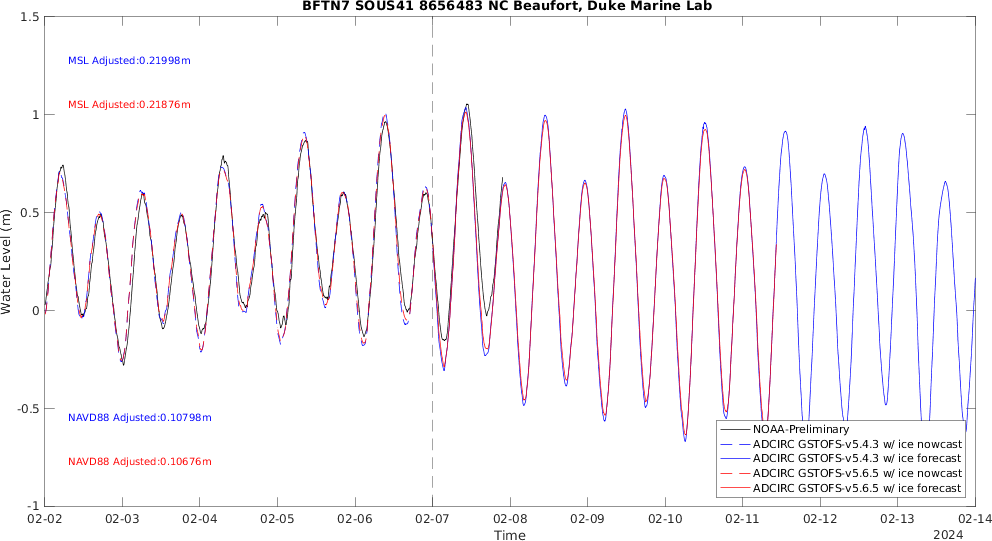 BFTN7 SOUS41 8656483 NC Beaufort, Duke Marine Lab
1.5
1
0.5
0
-0.5
-1
Water Level (m)
MSL Adjusted:0.21998m
MSL Adjusted:0.21876m
NAVD88 Adjusted:0.10798m
NAVD88 Adjusted:0.10676m
NOAA-Preliminary
ADCIRC GSTOFS-v5.4.3 w/ ice nowcast
ADCIRC GSTOFS-v5.4.3 w/ ice forecast
ADCIRC GSTOFS-v5.6.5 w/ ice nowcast
ADCIRC GSTOFS-v5.6.5 w/ ice forecast
02-02 02-03 02-04 02-05 02-06 02-07 02-08 02-09 02-10 02-11 02-12 02-13 02-14
Time
2024